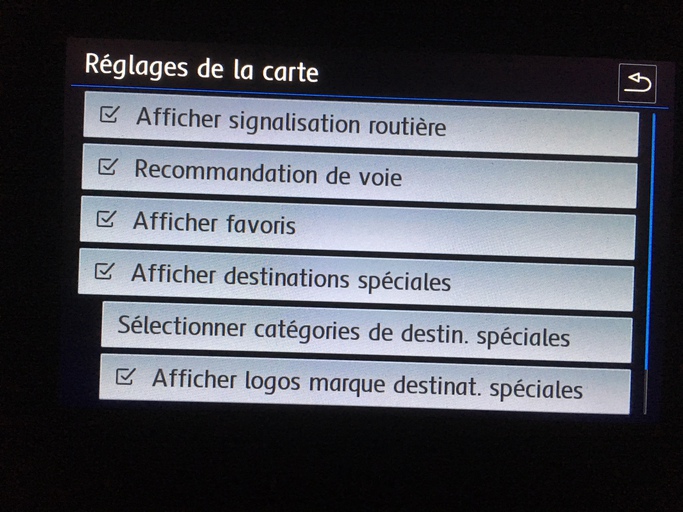 Réglages de la carte
Afficher signalisation routière
Recommandation de voie
Afficher favoris
Afficher destinations spéciales
Sélectionner catégories de destin. spéciales
Afficher logos marque destinat. spéciales